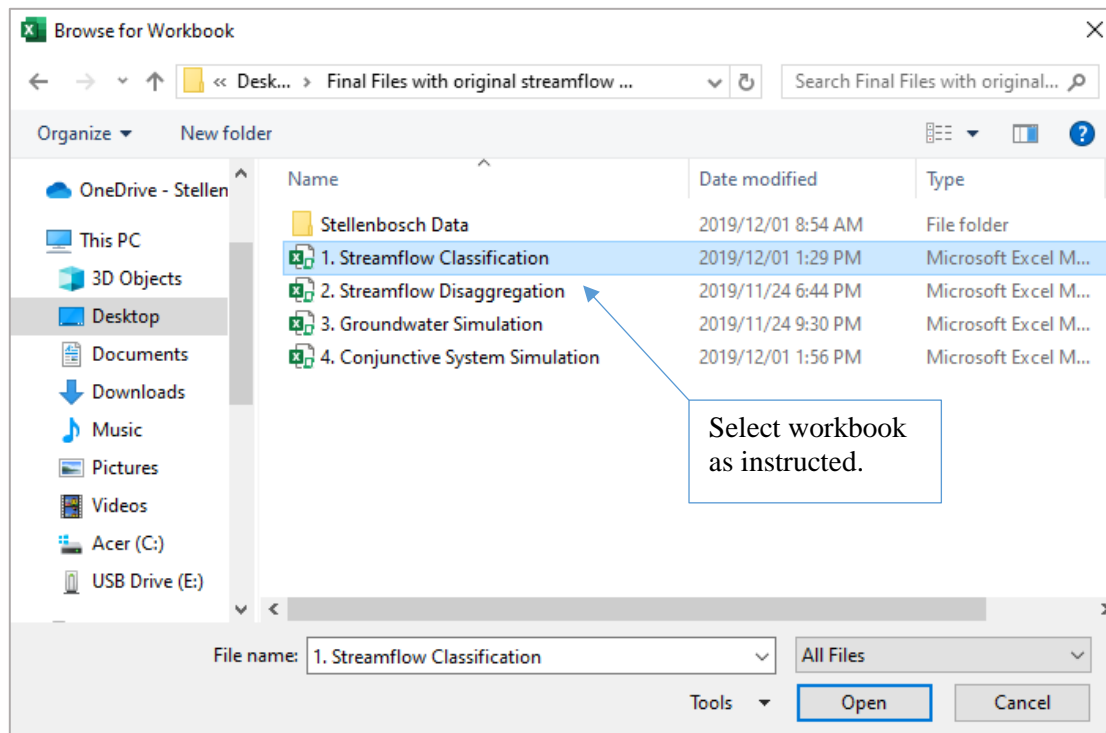 Browse for Workbook
« Desk... › Final Files with original streamflow ...
Search Final Files with original...
Organize
New folder
Name
Date modified
Type
OneDrive - Stellen
This PC
3D Objects
Desktop
Documents
Downloads
Music
Pictures
Videos
Acer (C:)
USB Drive (E:)
Stellenbosch Data 2019/12/01 8:54 AM File folder
1. Streamflow Classification 2019/12/01 1:29 PM Microsoft Excel M...
2. Streamflow Disaggregation 2019/11/24 6:44 PM Microsoft Excel M...
3. Groundwater Simulation 2019/11/24 9:30 PM Microsoft Excel M...
4. Conjunctive System Simulation 2019/12/01 1:56 PM Microsoft Excel M...
Select workbook
as instructed.
File name: 1. Streamflow Classification
All Files
Tools
Open
Cancel